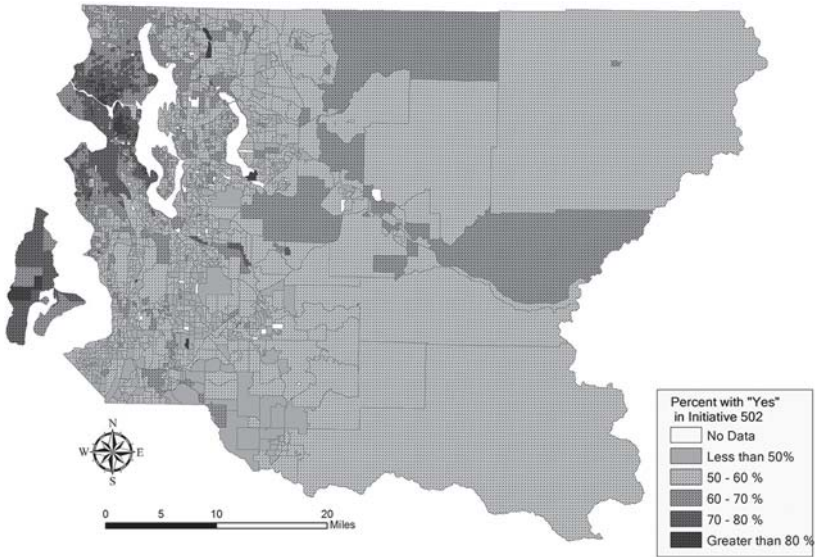 N
W E
S
0 5 10 20
Miles
Percent with "Yes"
in Initiative 502
No Data
Less than 50%
50 - 60 %
60 - 70 %
70 - 80 %
Greater than 80 %